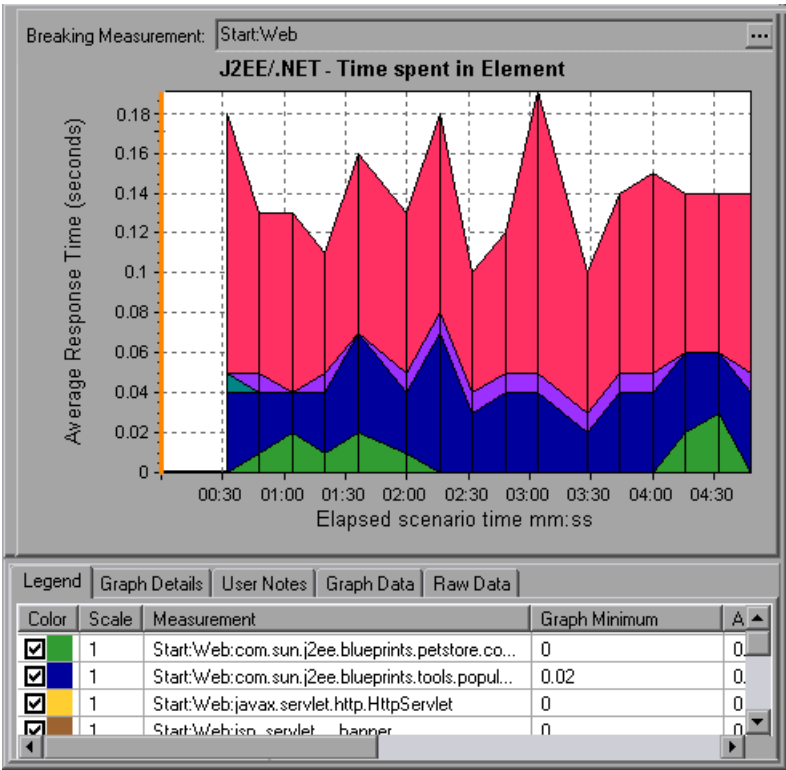 Breaking Measurement: Start:Web ...
J2EE/.NET - Time spent in Element
Average Response Time (seconds)
0.18
0.16
0.14
0.12
0.1
0.08
0.06
0.04
0.02
0
00:30 01:00 01:30 02:00 02:30 03:00 03:30 04:00 04:30
Elapsed scenario time mm:ss
Legend Graph Details User Notes Graph Data Raw Data
Color Scale Measurement Graph Minimum A
1 Start:Web:com.sun.j2ee.blueprints.petstore.co... 0 0.
1 Start:Web:com.sun.j2ee.blueprints.tools.popul... 0.02 0.
1 Start:Web:javax.servlet.http.HttpServlet 0 0
1 Start:Web:jsp_servlet.__banner 0 0